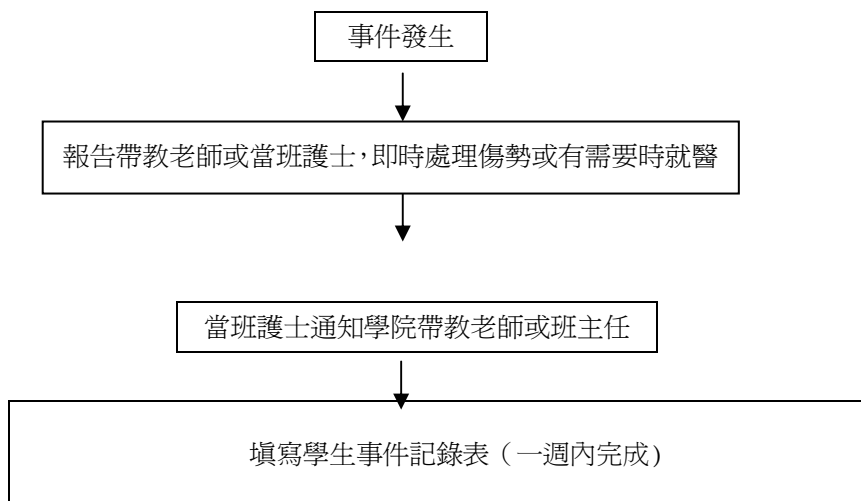 事件發生
報告帶教老師或當班護士，即時處理傷勢或有需要時就醫
當班護士通知學院帶教老師或班主任
填寫學生事件記錄表（一週內完成)